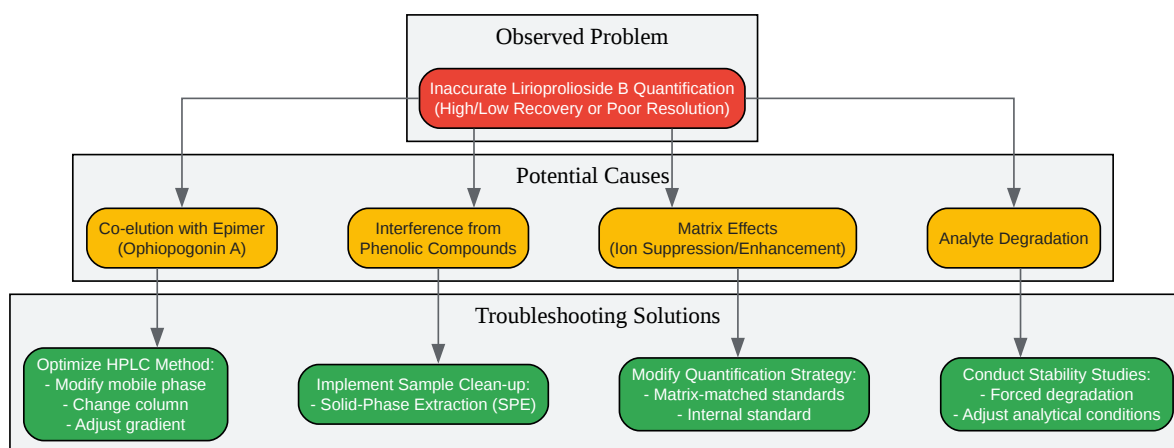 Observed Problem
Inaccurate Lirioprolioside B Quantification
(High/Low Recovery or Poor Resolution)
Potential Causes
Co-elution with Epimer
(Ophiopogonin A)
Interference from
Phenolic Compounds
Matrix Effects
(Ion Suppression/Enhancement)
Analyte Degradation
Troubleshooting Solutions
Optimize HPLC Method:
- Modify mobile phase
- Change column
- Adjust gradient
Implement Sample Clean-up:
- Solid-Phase Extraction (SPE)
Modify Quantification Strategy:
- Matrix-matched standards
- Internal standard
Conduct Stability Studies:
- Forced degradation
- Adjust analytical conditions